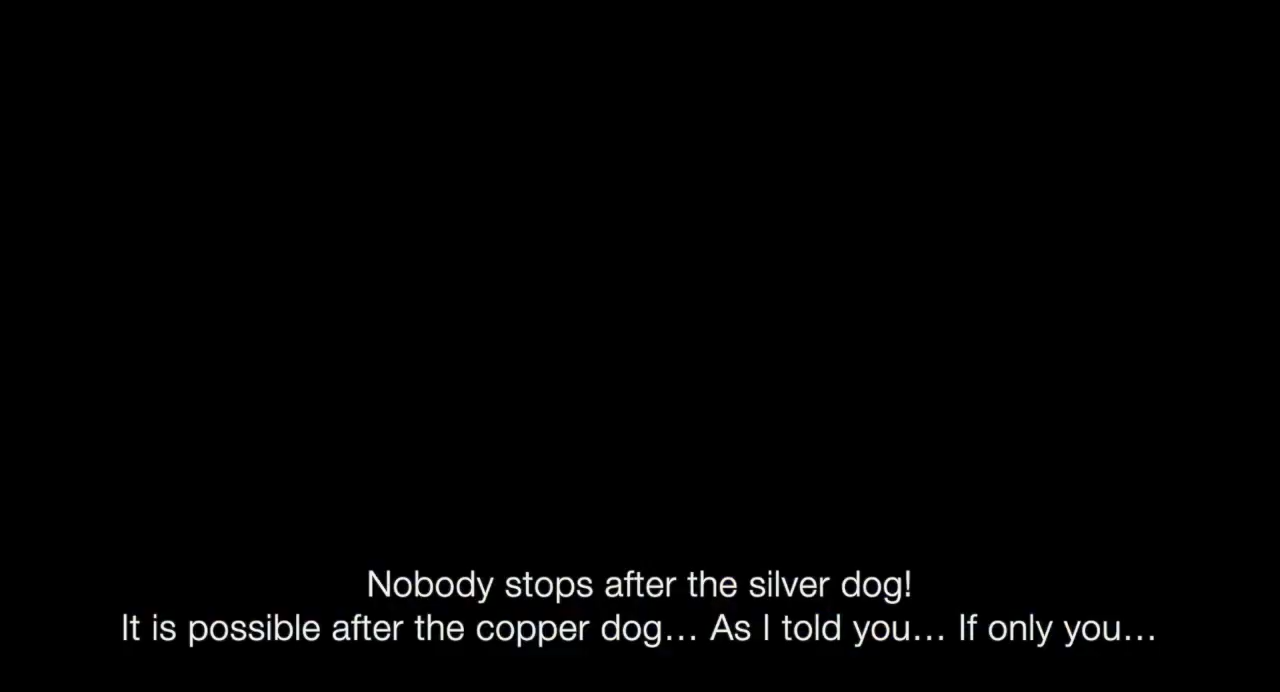 Nobody stops after the silver dog!
It is possible after the copper dog… As I told you… If only you…